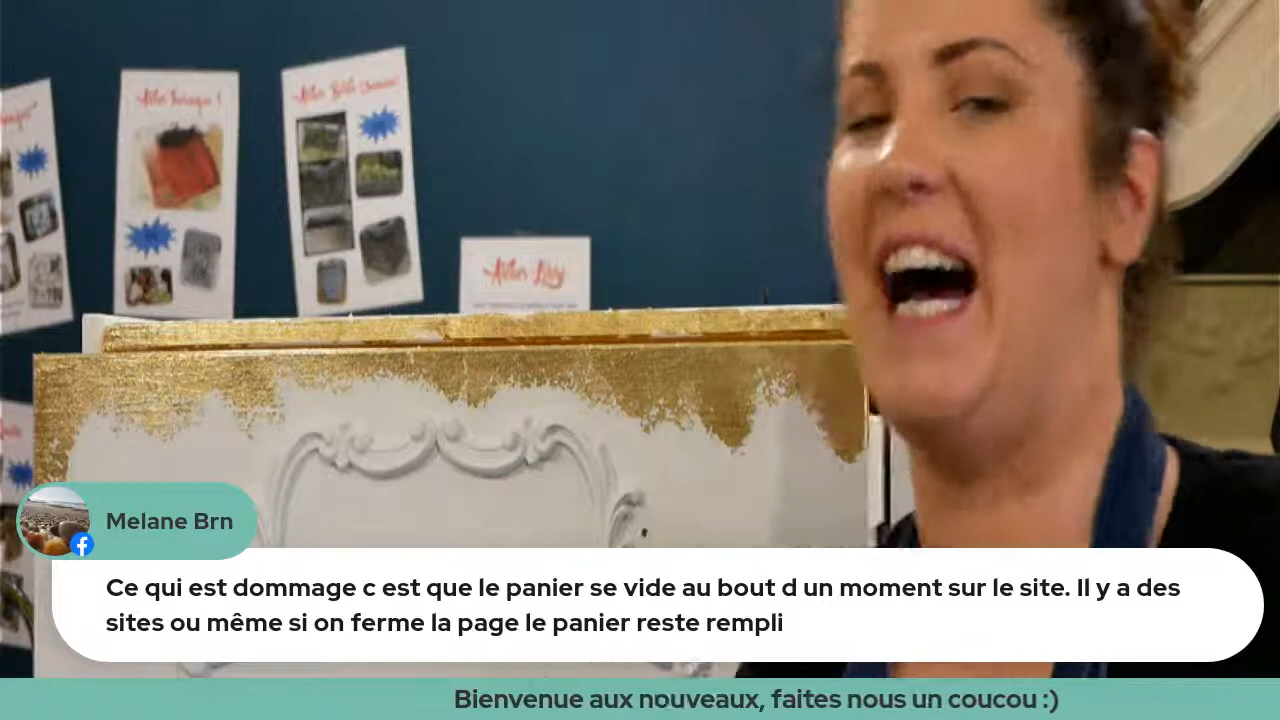 Melane Brn
Ce qui est dommage c est que le panier se vide au bout d un moment sur le site. Il y a des
sites ou même si on ferme la page le panier reste rempli
Bienvenue aux nouveaux, faites nous un coucou :)